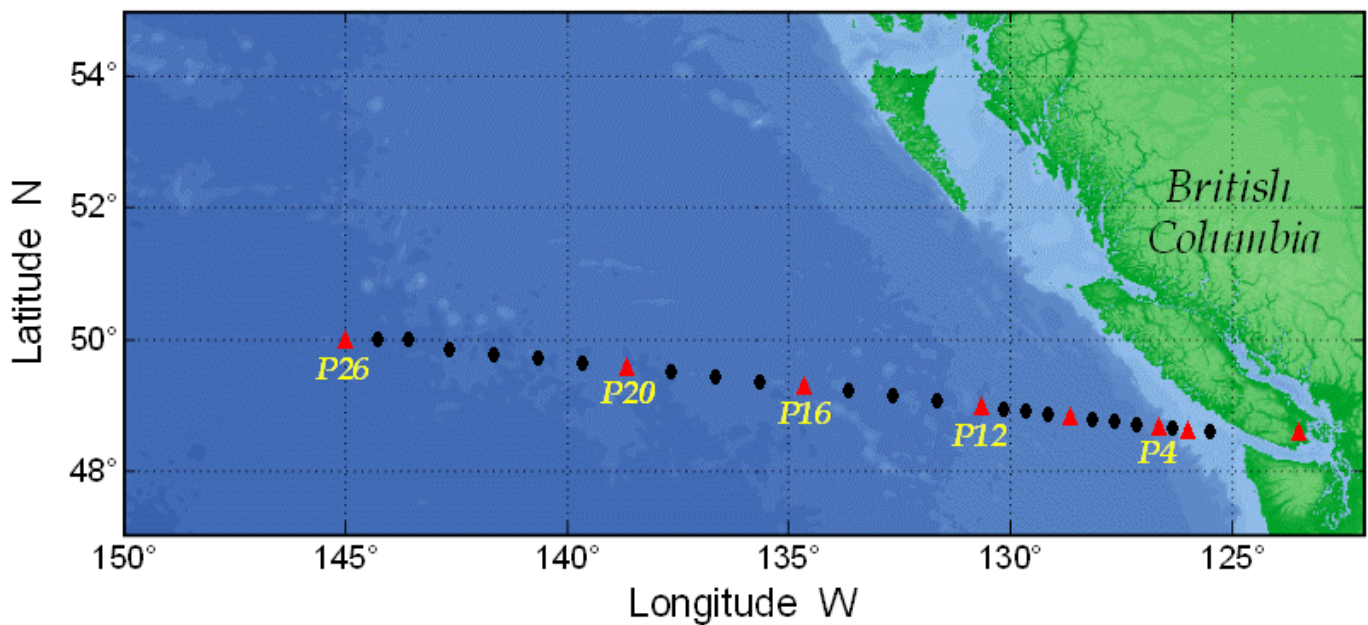 54°
52°
50°
48°
Latitude N
British
Columbia
P26
P20
P16
P12
P4
150°
145°
140°
135°
130°
125°
Longitude W